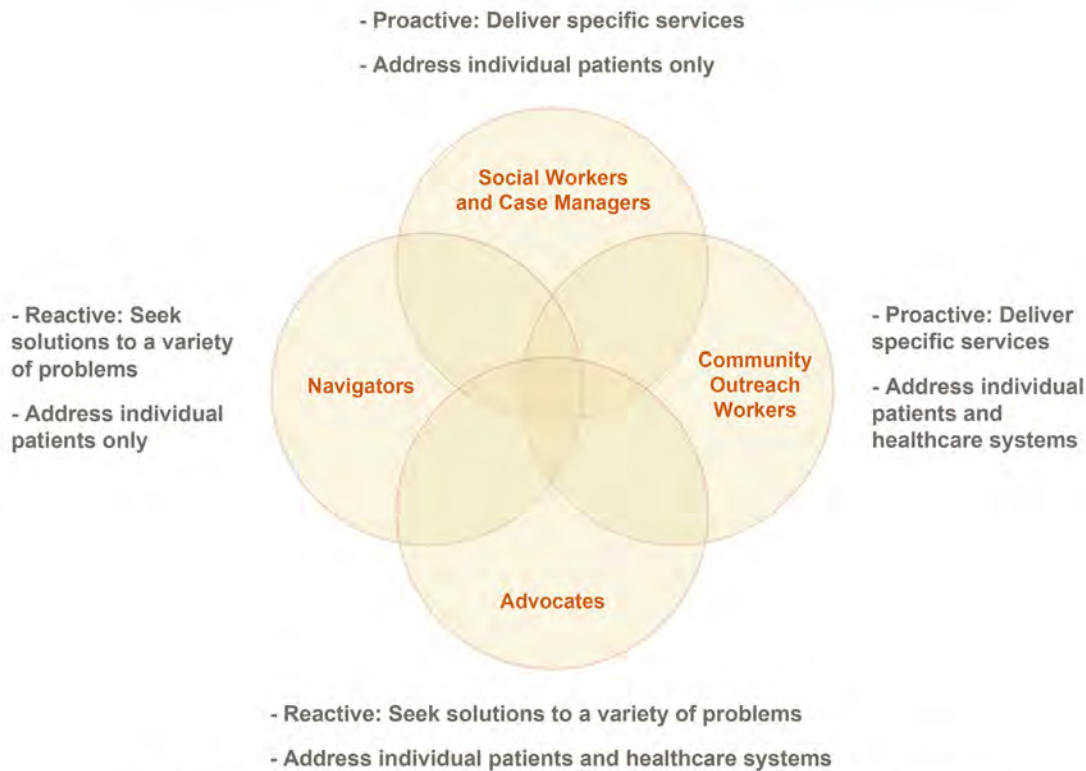 - Proactive: Deliver specific services
- Address individual patients only
Social Workers
and Case Managers
- Reactive: Seek
solutions to a variety
of problems
- Address individual
patients only
Navigators
Community
Outreach
Workers
- Proactive: Deliver
specific services
- Address individual
patients and
healthcare systems
Advocates
- Reactive: Seek solutions to a variety of problems
- Address individual patients and healthcare systems